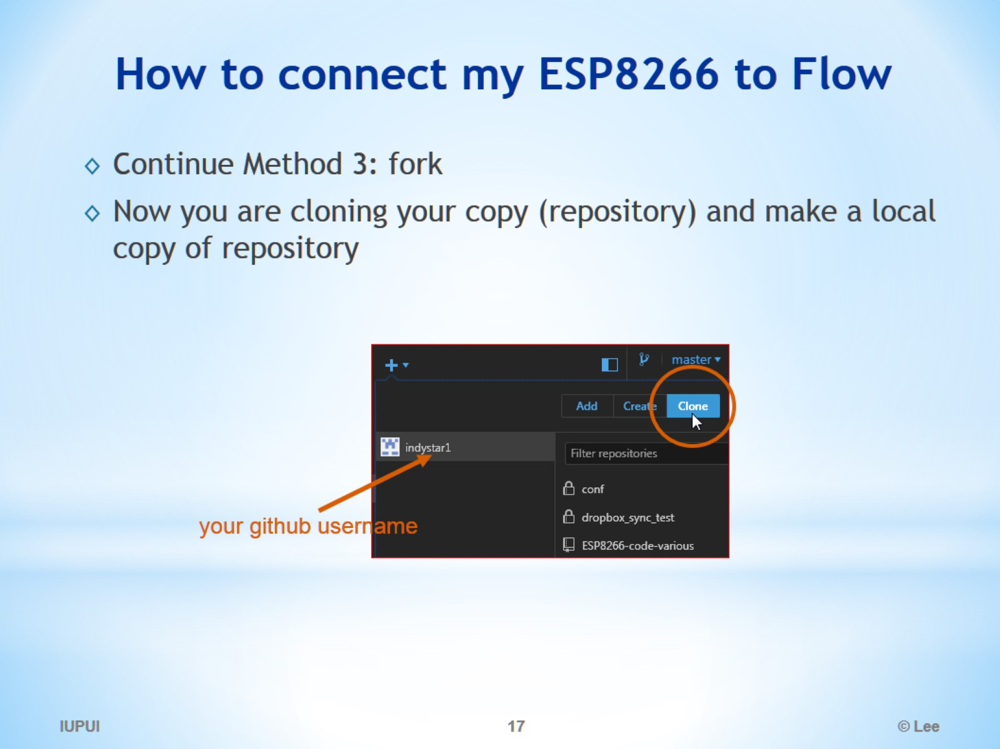 How to connect my ESP8266 to Flow
Continue Method 3: fork
Now you are cloning your copy (repository) and make a local
copy of repository
master
Add Create Clone
indystar1
Filter repositories
conf
your github username
dropbox_sync_test
ESP8266-code-various
IUPUI 17 © Lee